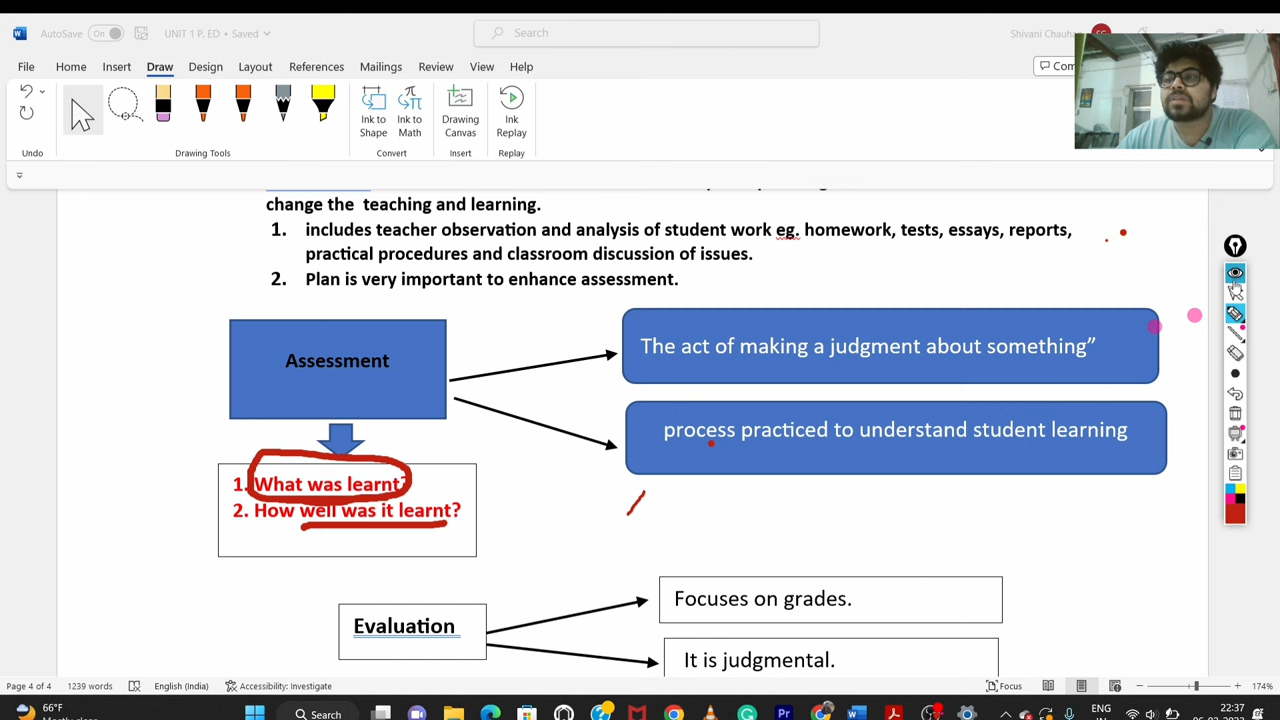 AutoSave On UNIT 1 P. ED • Saved Search Shivani Chauha
File Home Insert Draw Design Layout References Mailings Review View Help Com
Ink to Shape
Ink to Math
Drawing Canvas
Ink Replay
Undo Drawing Tools Convert Insert Replay
change the teaching and learning.
1. includes teacher observation and analysis of student work eg. homework, tests, essays, reports,
practical procedures and classroom discussion of issues.
2. Plan is very important to enhance assessment.
Assessment
The act of making a judgment about something”
process practiced to understand student learning
1. What was learnt?
2. How well was it learnt?
Evaluation
Focuses on grades.
It is judgmental.
Page 4 of 4 1239 words English (India) Accessibility: Investigate Focus 174%
66°F Search 22:37